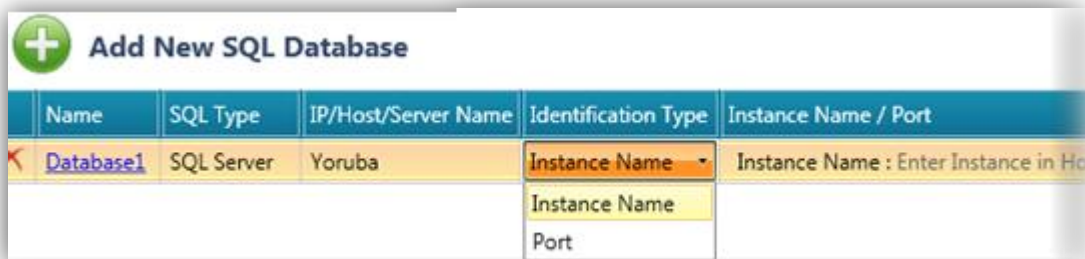 Add New SQL Database
Name SQL Type IP/Host/Server Name Identification Type Instance Name / Port
Database1 SQL Server Yoruba Instance Name Instance Name : Enter Instance in
Instance Name
Port